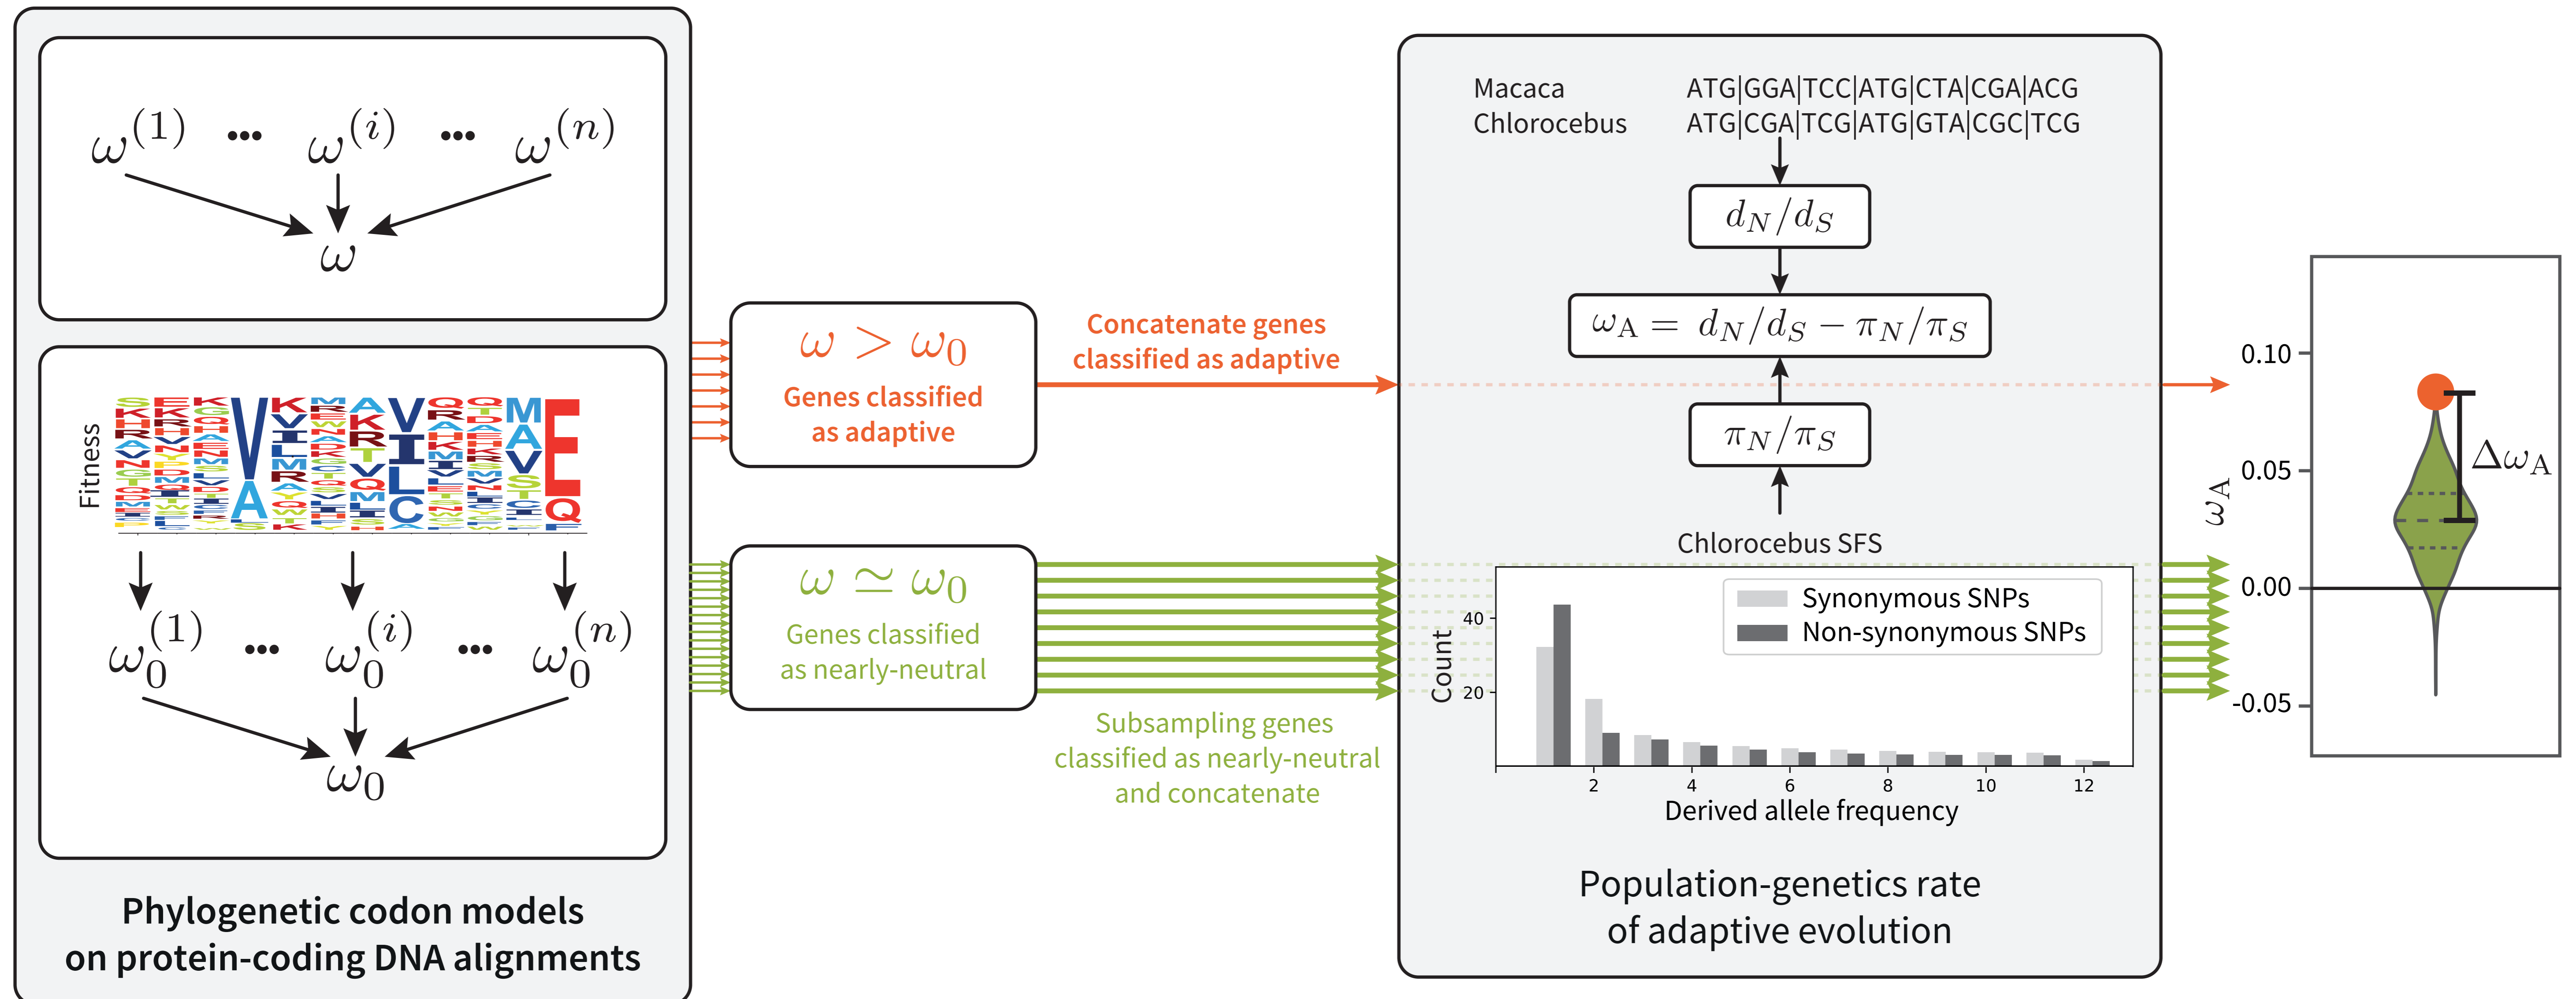 ω(1) ... ω(i) ... ω(n)
ω
Fitness
ω0(1) ... ω0(i) ... ω0(n)
ω0
Phylogenetic codon models
on protein-coding DNA alignments
ω > ω0
Genes classified
as adaptive
ω ≃ ω0
Genes classified
as nearly-neutral
Concatenate genes
classified as adaptive
Subsampling genes
classified as nearly-neutral
and concatenate
Macaca ATG|GGA|TCC|ATG|CTA|CGA|ACG
Chlorocebus ATG|CGA|TCG|ATG|GTA|CGC|TCG
dN/dS
ωA = dN/dS − πN/πS
πN/πS
Chlorocebus SFS
Synonymous SNPs
Non-synonymous SNPs
Count
40
20
2 4 6 8 10 12
Derived allele frequency
Population-genetics rate
of adaptive evolution
ωA
0.10
0.05
0.00
-0.05
ΔωA